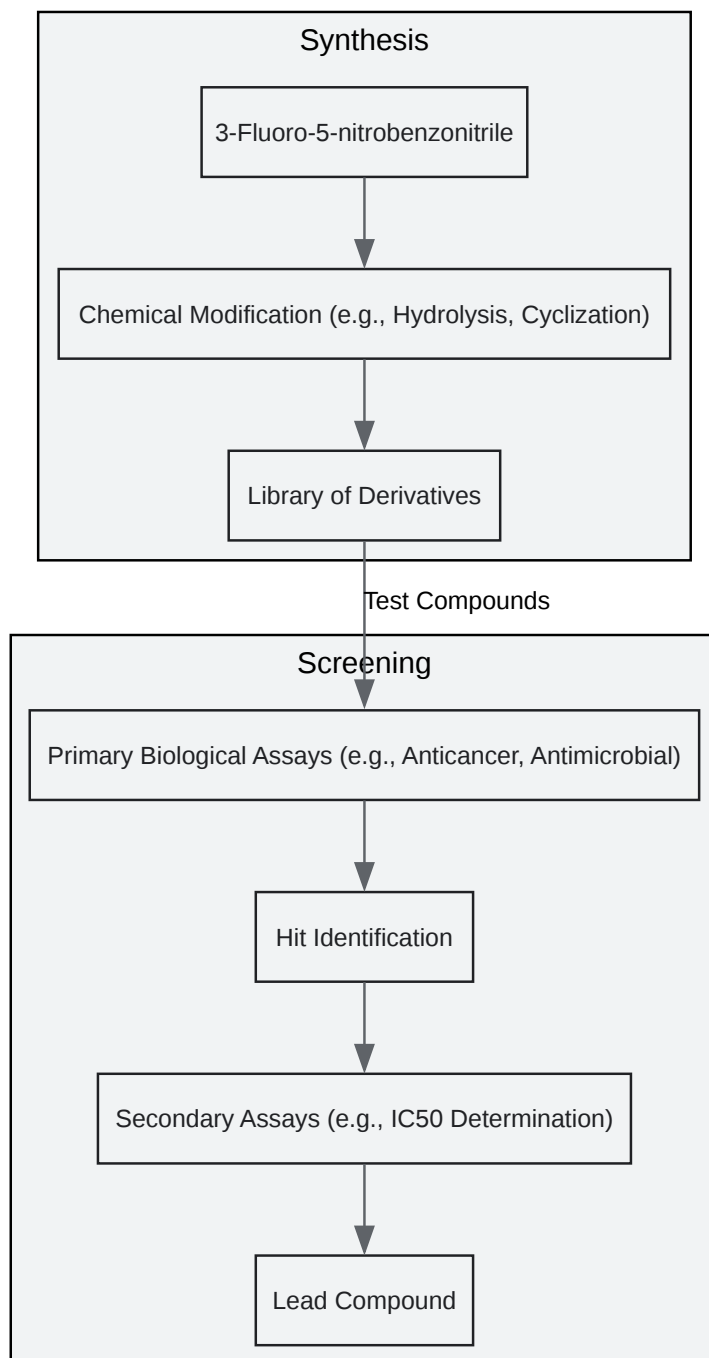 Synthesis
3-Fluoro-5-nitrobenzonitrile
Chemical Modification (e.g., Hydrolysis, Cyclization)
Library of Derivatives
Test Compounds
Screening
Primary Biological Assays (e.g., Anticancer, Antimicrobial)
Hit Identification
Secondary Assays (e.g., IC50 Determination)
Lead Compound